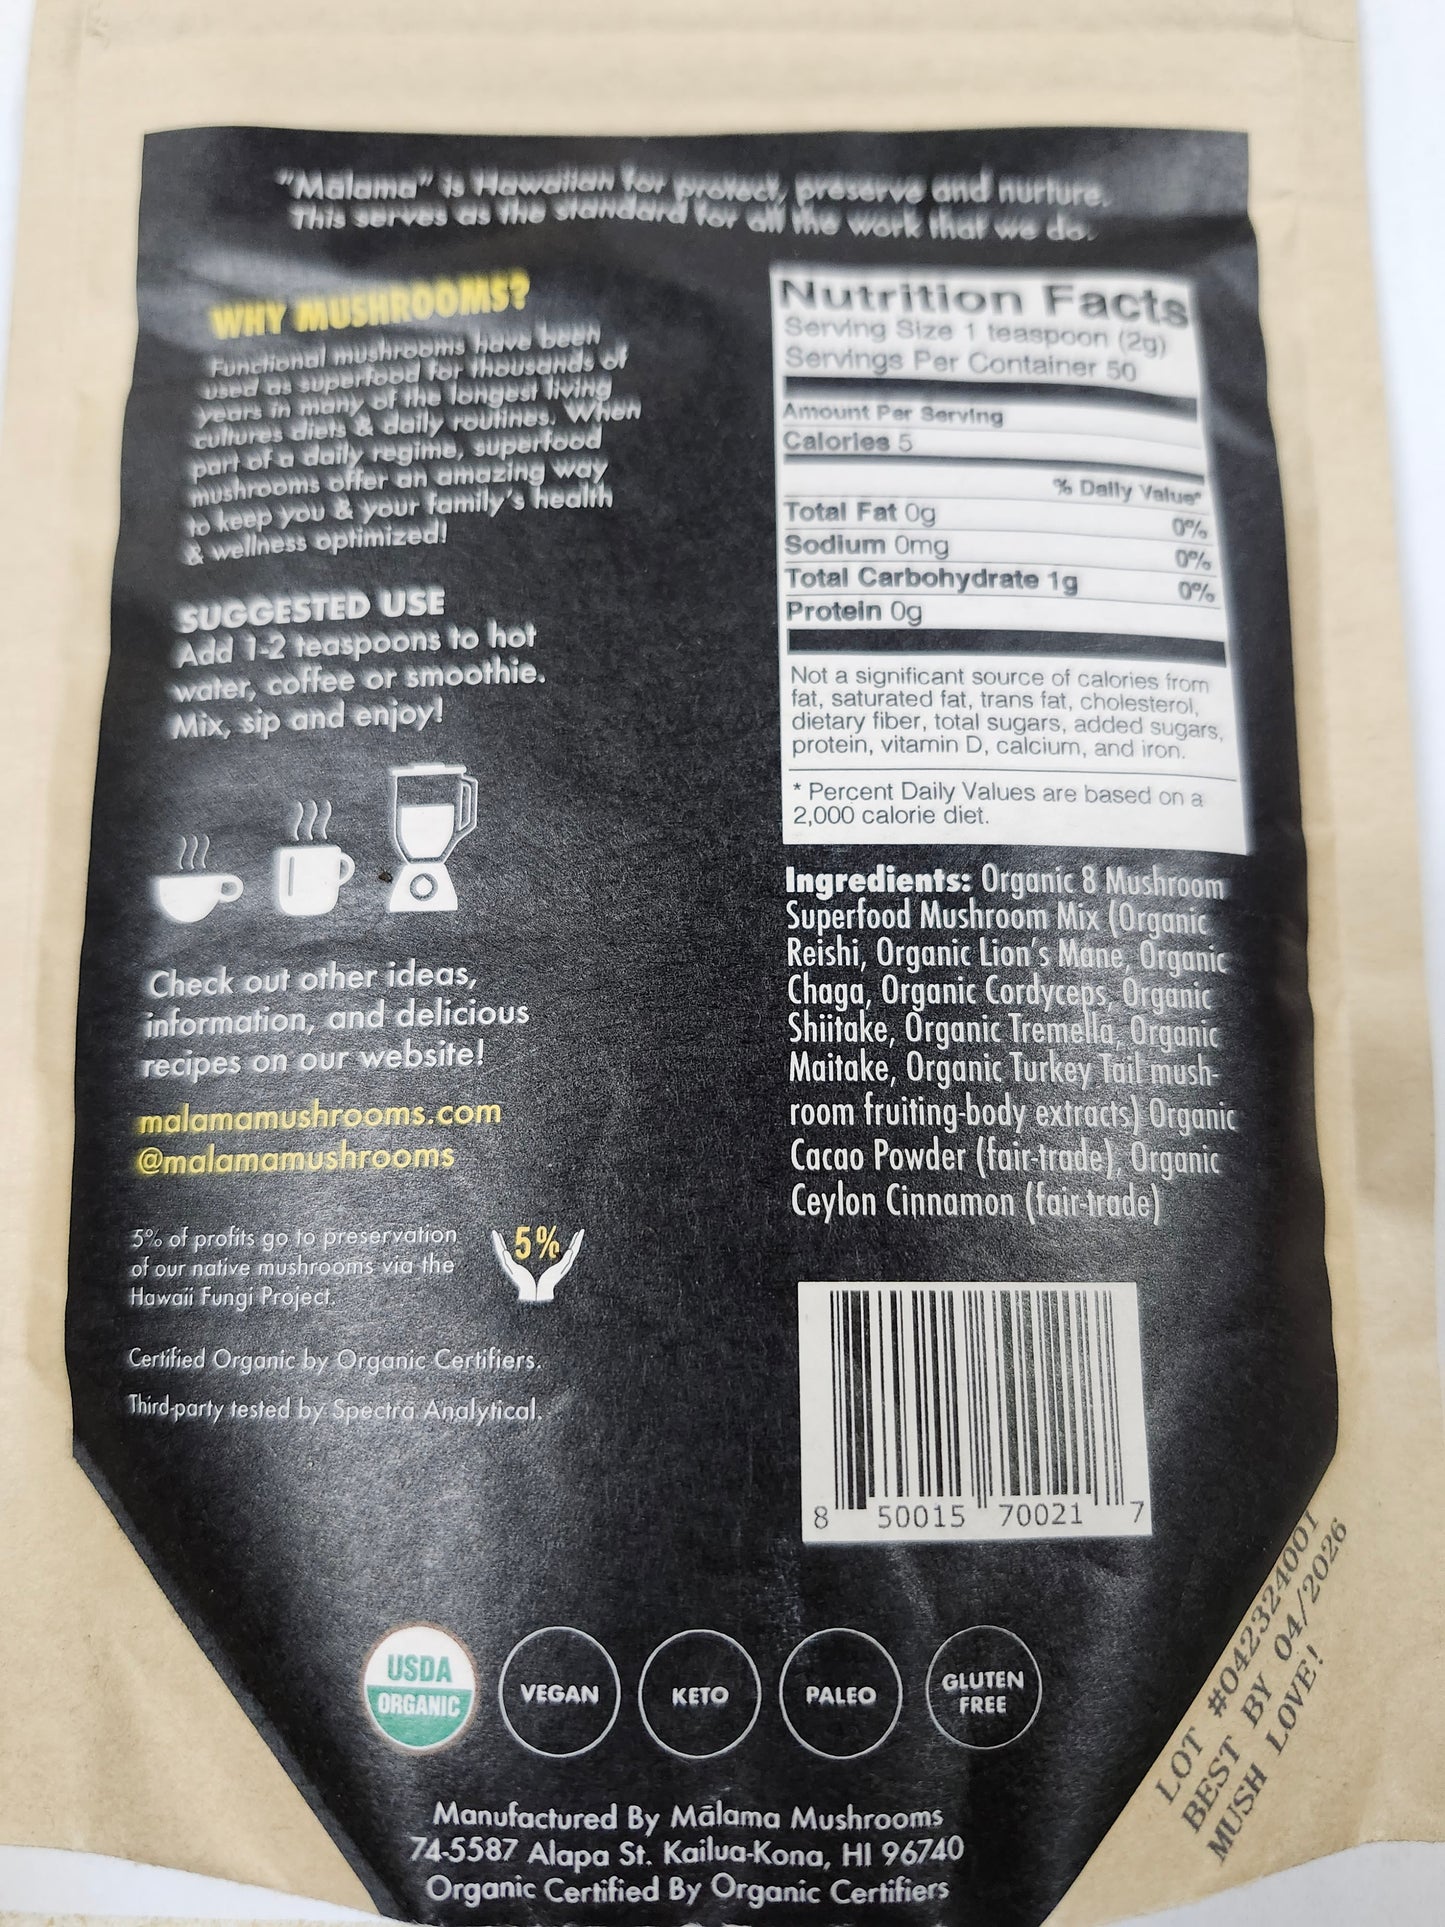 "Mālama" is Hawaiian for protect, preserve and nurture.
This serves as the standard for all the work that we do.
WHY MUSHROOMS?
Functional mushrooms have been
used as superfood for thousands of
years in many of the longest living
cultures diets & daily routines. When
part of a daily regime, superfood
mushrooms offer an amazing way
to keep you & your family's health
& wellness optimized!
SUGGESTED USE
Add 1-2 teaspoons to hot
water, coffee or smoothie.
Mix, sip and enjoy!
Check out other ideas,
information, and delicious
recipes on our website!
malamamushrooms.com
@malamamushrooms
5% of profits go to preservation
of our native mushrooms via the
Hawaii Fungi Project.
5%
Certified Organic by Organic Certifiers.
Third-party tested by Spectra Analytical.
Nutrition Facts
Serving Size 1 teaspoon (2g)
Servings Per Container 50
Amount Per Serving
Calories 5
% Daily Value*
Total Fat 0g 0%
Sodium 0mg 0%
Total Carbohydrate 1g 0%
Protein 0g
Not a significant source of calories from
fat, saturated fat, trans fat, cholesterol,
dietary fiber, total sugars, added sugars,
protein, vitamin D, calcium, and iron.
* Percent Daily Values are based on a
2,000 calorie diet.
Ingredients: Organic 8 Mushroom
Superfood Mushroom Mix (Organic
Reishi, Organic Lion's Mane, Organic
Chaga, Organic Cordyceps, Organic
Shiitake, Organic Tremella, Organic
Maitake, Organic Turkey Tail mush-
room fruiting-body extracts) Organic
Cacao Powder (fair-trade), Organic
Ceylon Cinnamon (fair-trade)
8 50015 70021 7
LOT #042324001
BEST BY 04/2026
MUSH LOVE!
USDA
ORGANIC
VEGAN
KETO
PALEO
GLUTEN
FREE
Manufactured By Mālama Mushrooms
74-5587 Alapa St. Kailua-Kona, HI 96740
Organic Certified By Organic Certifiers